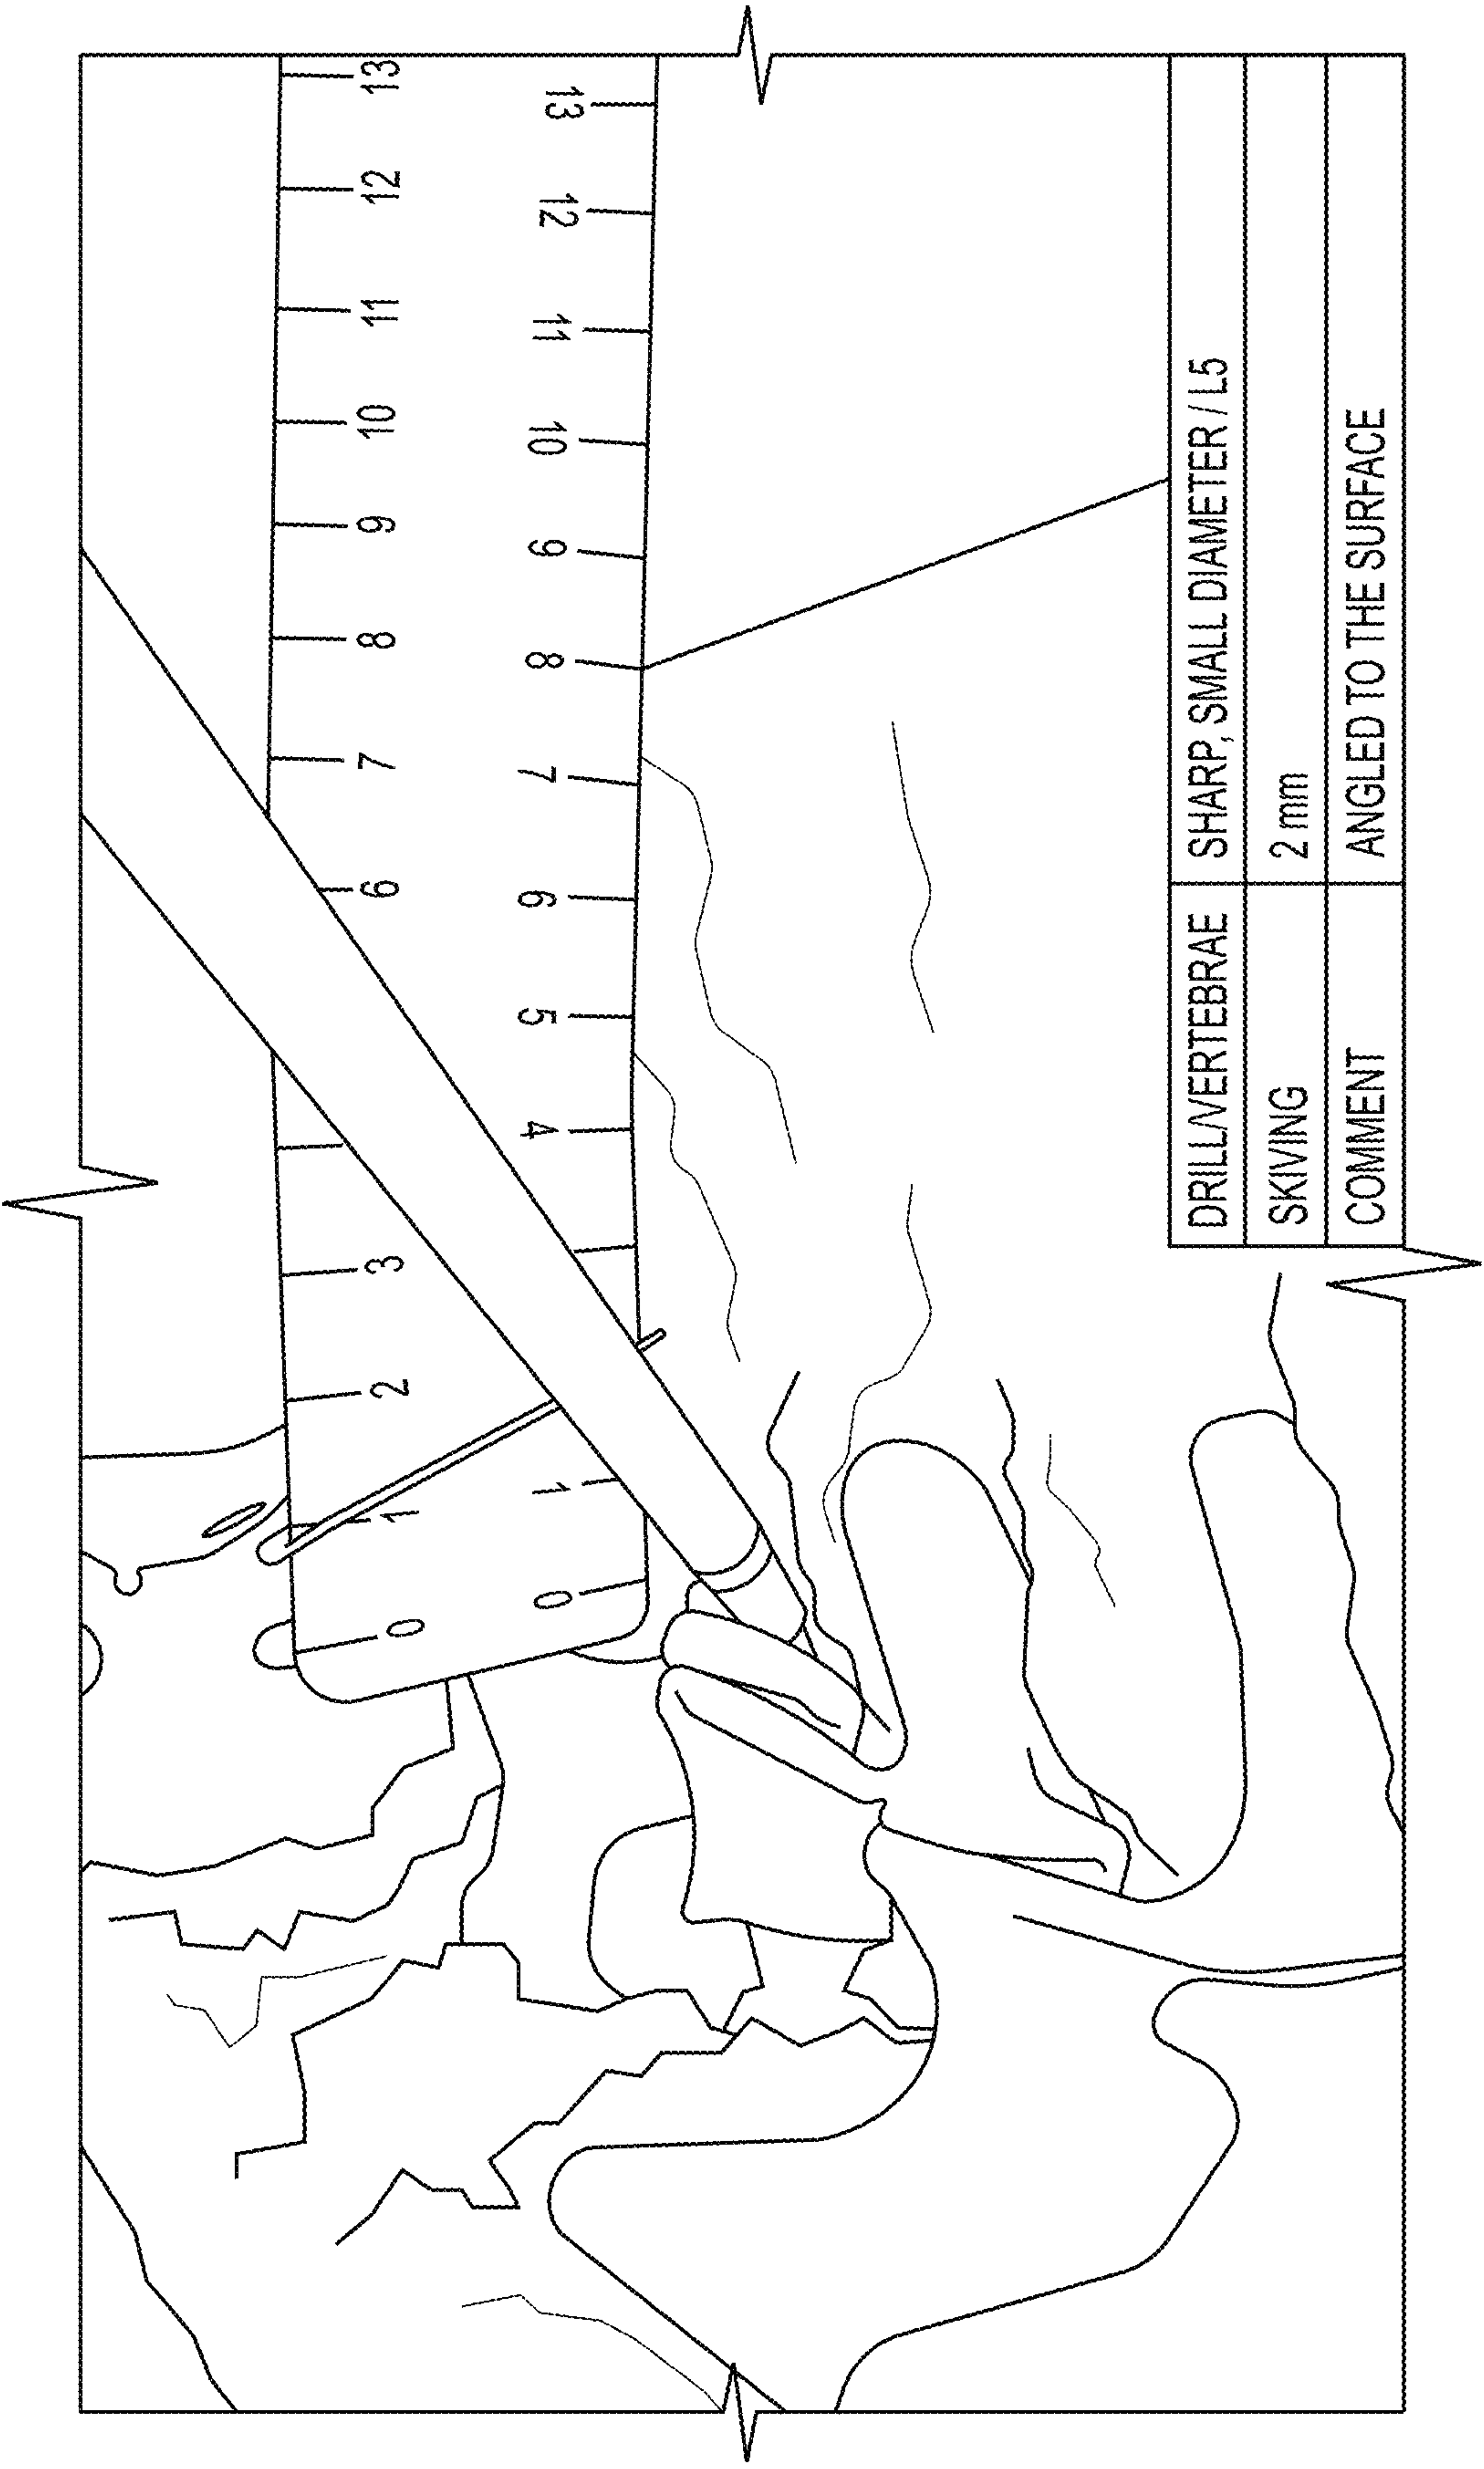 0 1 2 3 6 7 8 9 10 11 12 13
0 1 4 5 6 7 8 9 10 11 12 13
DRILL/VERTEBRAE SHARP, SMALL DIAMETER / L5
SKIVING 2 mm
COMMENT ANGLED TO THE SURFACE